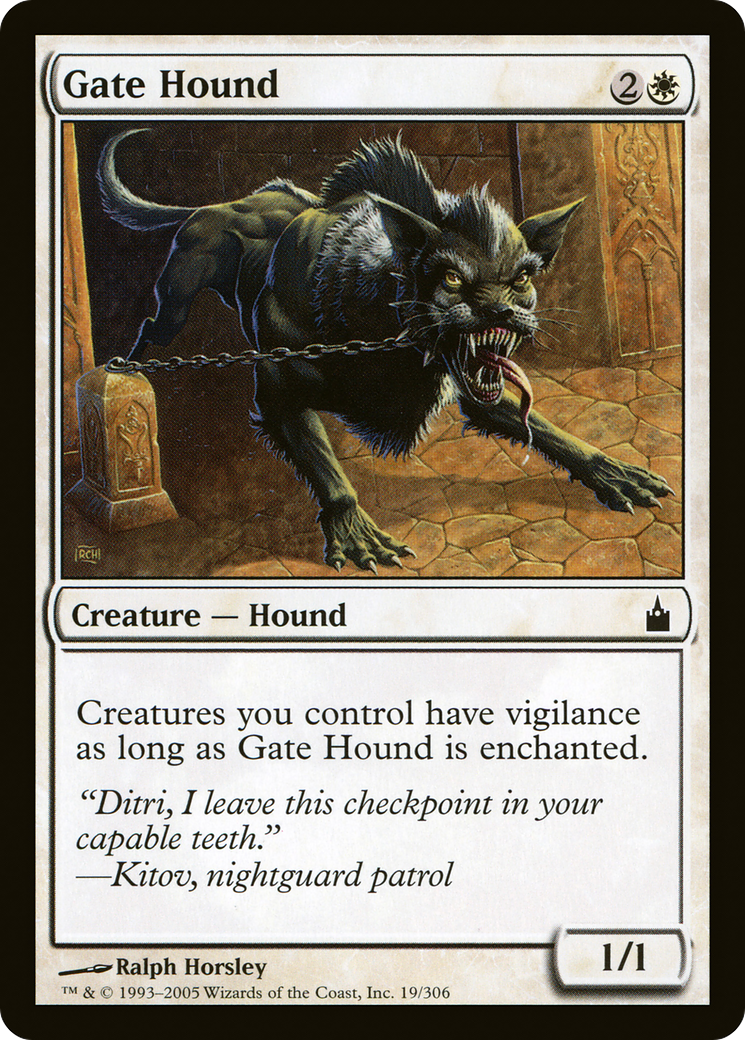 Gate Hound
2
RCH
Creature — Hound
Creatures you control have vigilance
as long as Gate Hound is enchanted.
“Ditri, I leave this checkpoint in your
capable teeth.”
—Kitov, nightguard patrol
1/1
Ralph Horsley
™ & © 1993–2005 Wizards of the Coast, Inc. 19/306